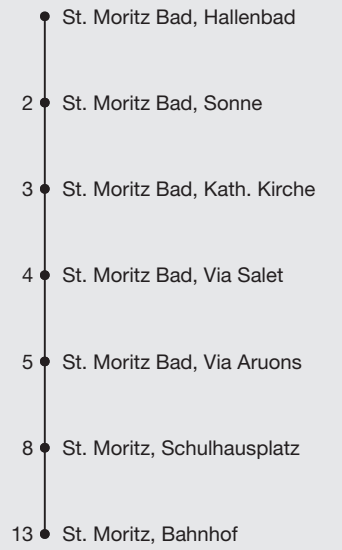 St. Moritz Bad, Hallenbad
2 St. Moritz Bad, Sonne
3 St. Moritz Bad, Kath. Kirche
4 St. Moritz Bad, Via Salet
5 St. Moritz Bad, Via Aruons
8 St. Moritz, Schulhausplatz
13 St. Moritz, Bahnhof